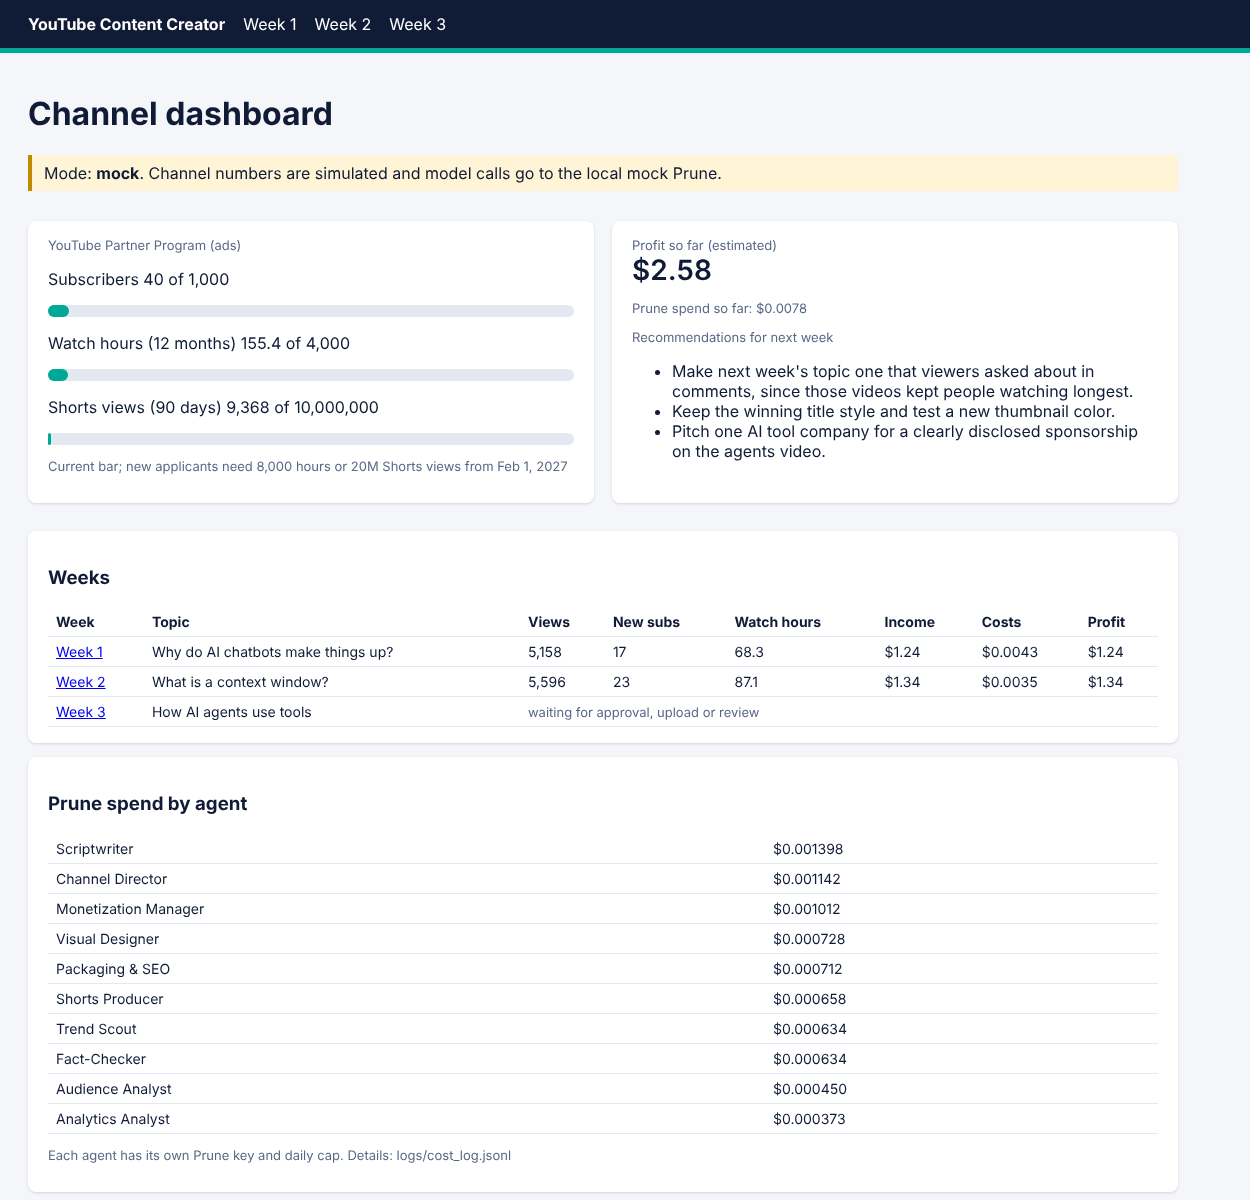 YouTube Content Creator Week 1 Week 2 Week 3
Channel dashboard
Mode: mock. Channel numbers are simulated and model calls go to the local mock Prune.
YouTube Partner Program (ads)
Subscribers 40 of 1,000
Watch hours (12 months) 155.4 of 4,000
Shorts views (90 days) 9,368 of 10,000,000
Current bar; new applicants need 8,000 hours or 20M Shorts views from Feb 1, 2027
Profit so far (estimated)
$2.58
Prune spend so far: $0.0078
Recommendations for next week
• Make next week's topic one that viewers asked about in
comments, since those videos kept people watching longest.
• Keep the winning title style and test a new thumbnail color.
• Pitch one AI tool company for a clearly disclosed sponsorship
on the agents video.
Weeks
Week Topic Views New subs Watch hours Income Costs Profit
Week 1 Why do AI chatbots make things up? 5,158 17 68.3 $1.24 $0.0043 $1.24
Week 2 What is a context window? 5,596 23 87.1 $1.34 $0.0035 $1.34
Week 3 How AI agents use tools waiting for approval, upload or review
Prune spend by agent
Scriptwriter $0.001398
Channel Director $0.001142
Monetization Manager $0.001012
Visual Designer $0.000728
Packaging & SEO $0.000712
Shorts Producer $0.000658
Trend Scout $0.000634
Fact-Checker $0.000634
Audience Analyst $0.000450
Analytics Analyst $0.000373
Each agent has its own Prune key and daily cap. Details: logs/cost_log.jsonl